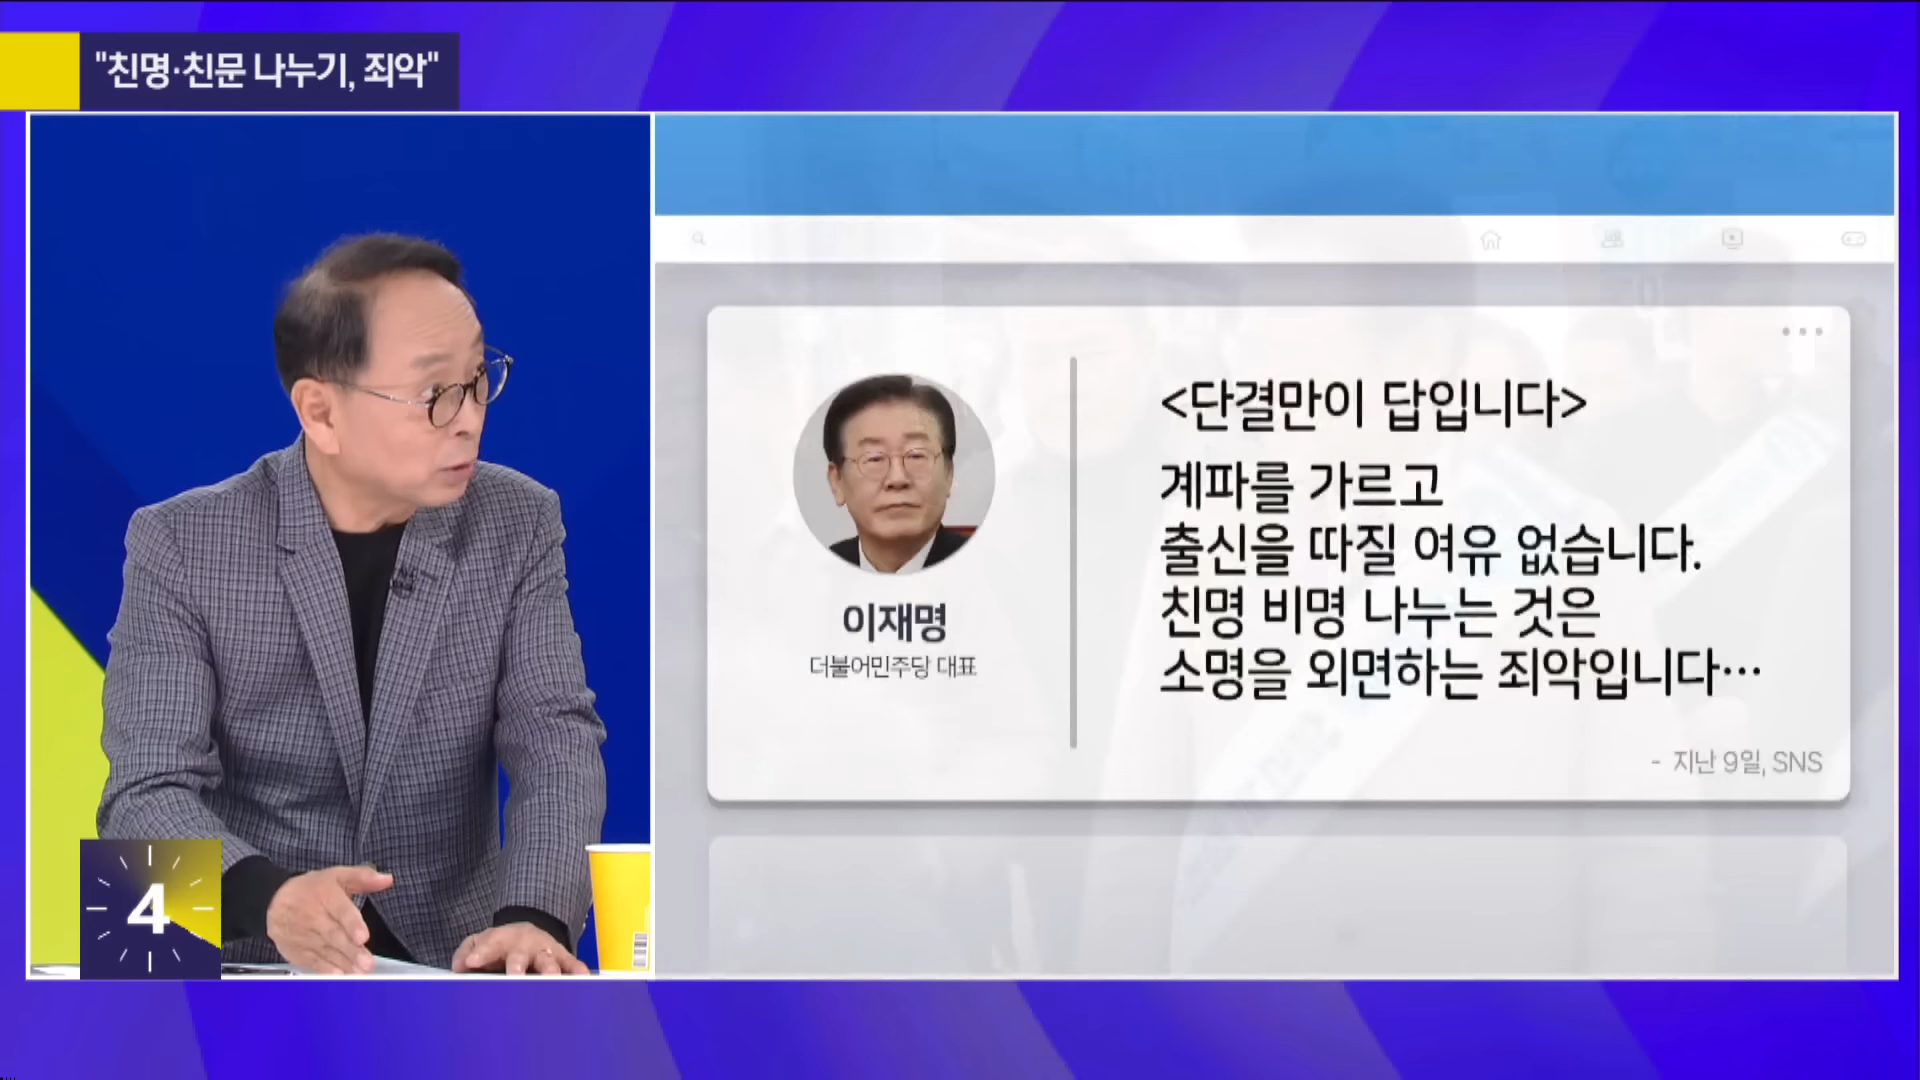 "친명·친문 나누기, 죄악"
<단결만이 답입니다>
계파를 가르고
출신을 따질 여유 없습니다.
친명 비명 나누는 것은
소명을 외면하는 죄악입니다…
이재명
더불어민주당 대표
- 지난 9일, SNS
4